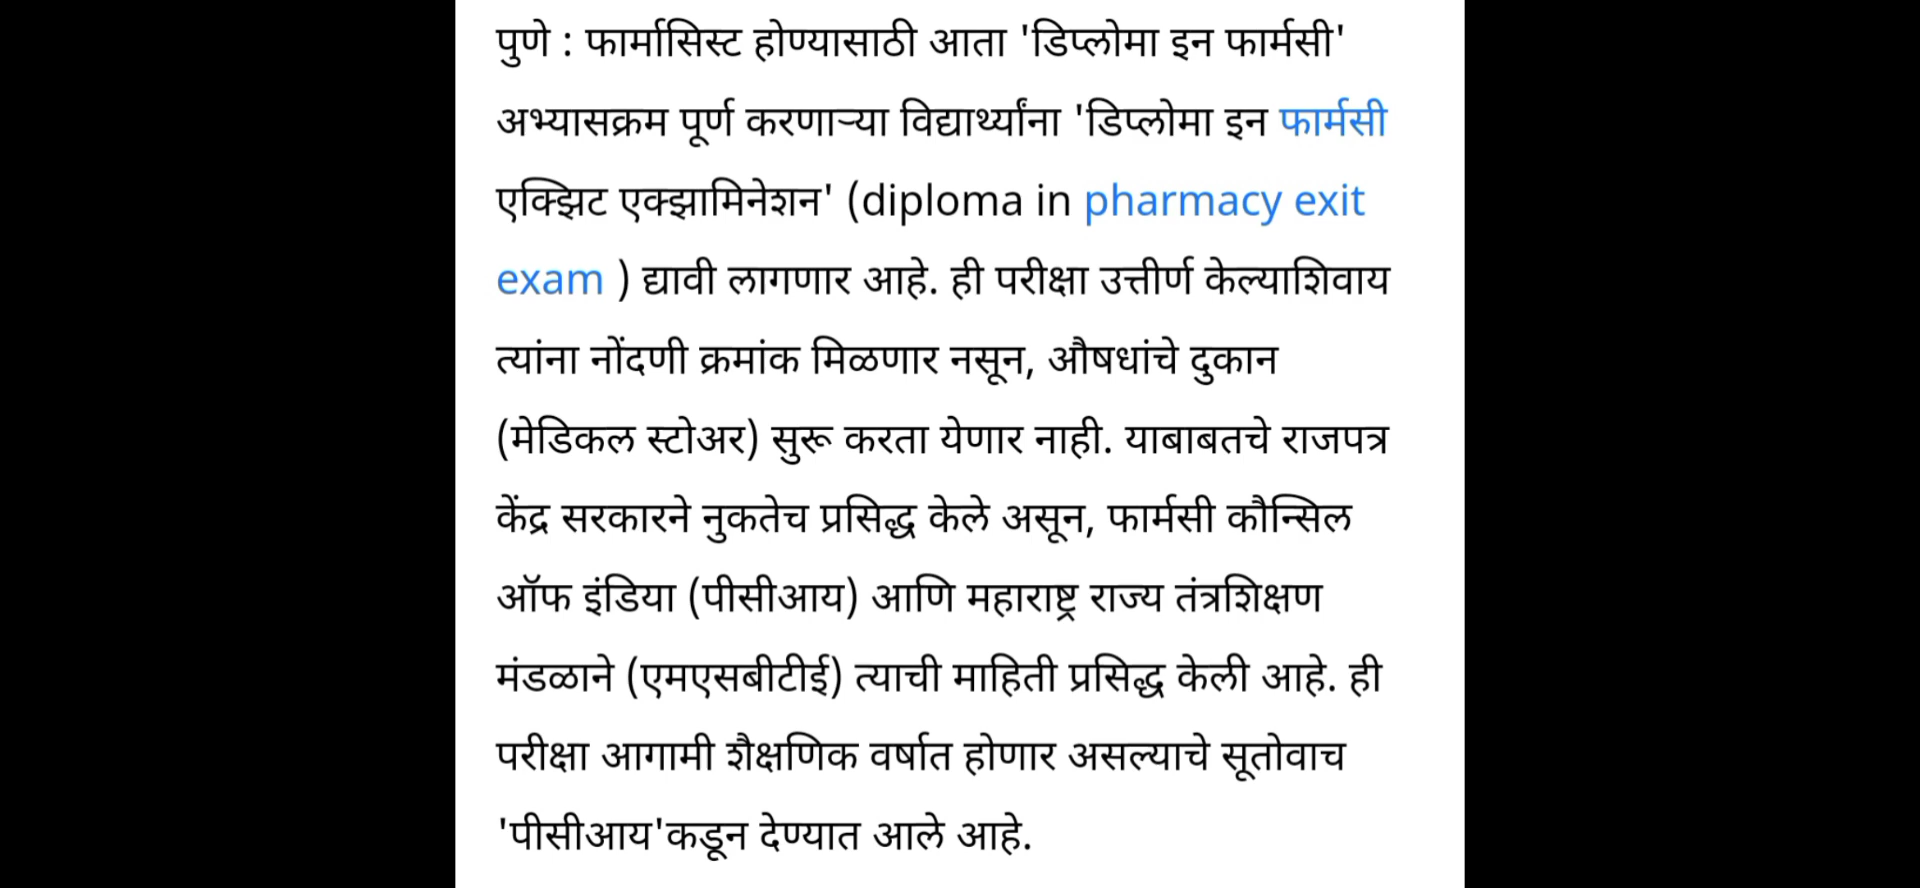 पुणे : फार्मासिस्ट होण्यासाठी आता 'डिप्लोमा इन फार्मसी'
अभ्यासक्रम पूर्ण करणाऱ्या विद्यार्थ्यांना 'डिप्लोमा इन फार्मसी
एक्झिट एक्झामिनेशन' (diploma in pharmacy exit
exam ) द्यावी लागणार आहे. ही परीक्षा उत्तीर्ण केल्याशिवाय
त्यांना नोंदणी क्रमांक मिळणार नसून, औषधांचे दुकान
(मेडिकल स्टोअर) सुरू करता येणार नाही. याबाबतचे राजपत्र
केंद्र सरकारने नुकतेच प्रसिद्ध केले असून, फार्मसी कौन्सिल
ऑफ इंडिया (पीसीआय) आणि महाराष्ट्र राज्य तंत्रशिक्षण
मंडळाने (एमएसबीटीई) त्याची माहिती प्रसिद्ध केली आहे. ही
परीक्षा आगामी शैक्षणिक वर्षात होणार असल्याचे सूतोवाच
'पीसीआय'कडून देण्यात आले आहे.